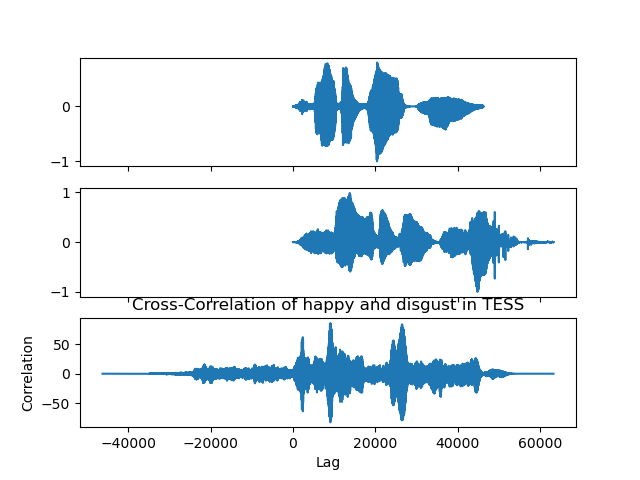 0
−1
1
0
−1
Cross-Correlation of happy and disgust in TESS
50
0
−50
Correlation
−40000 −20000 0 20000 40000 60000
Lag